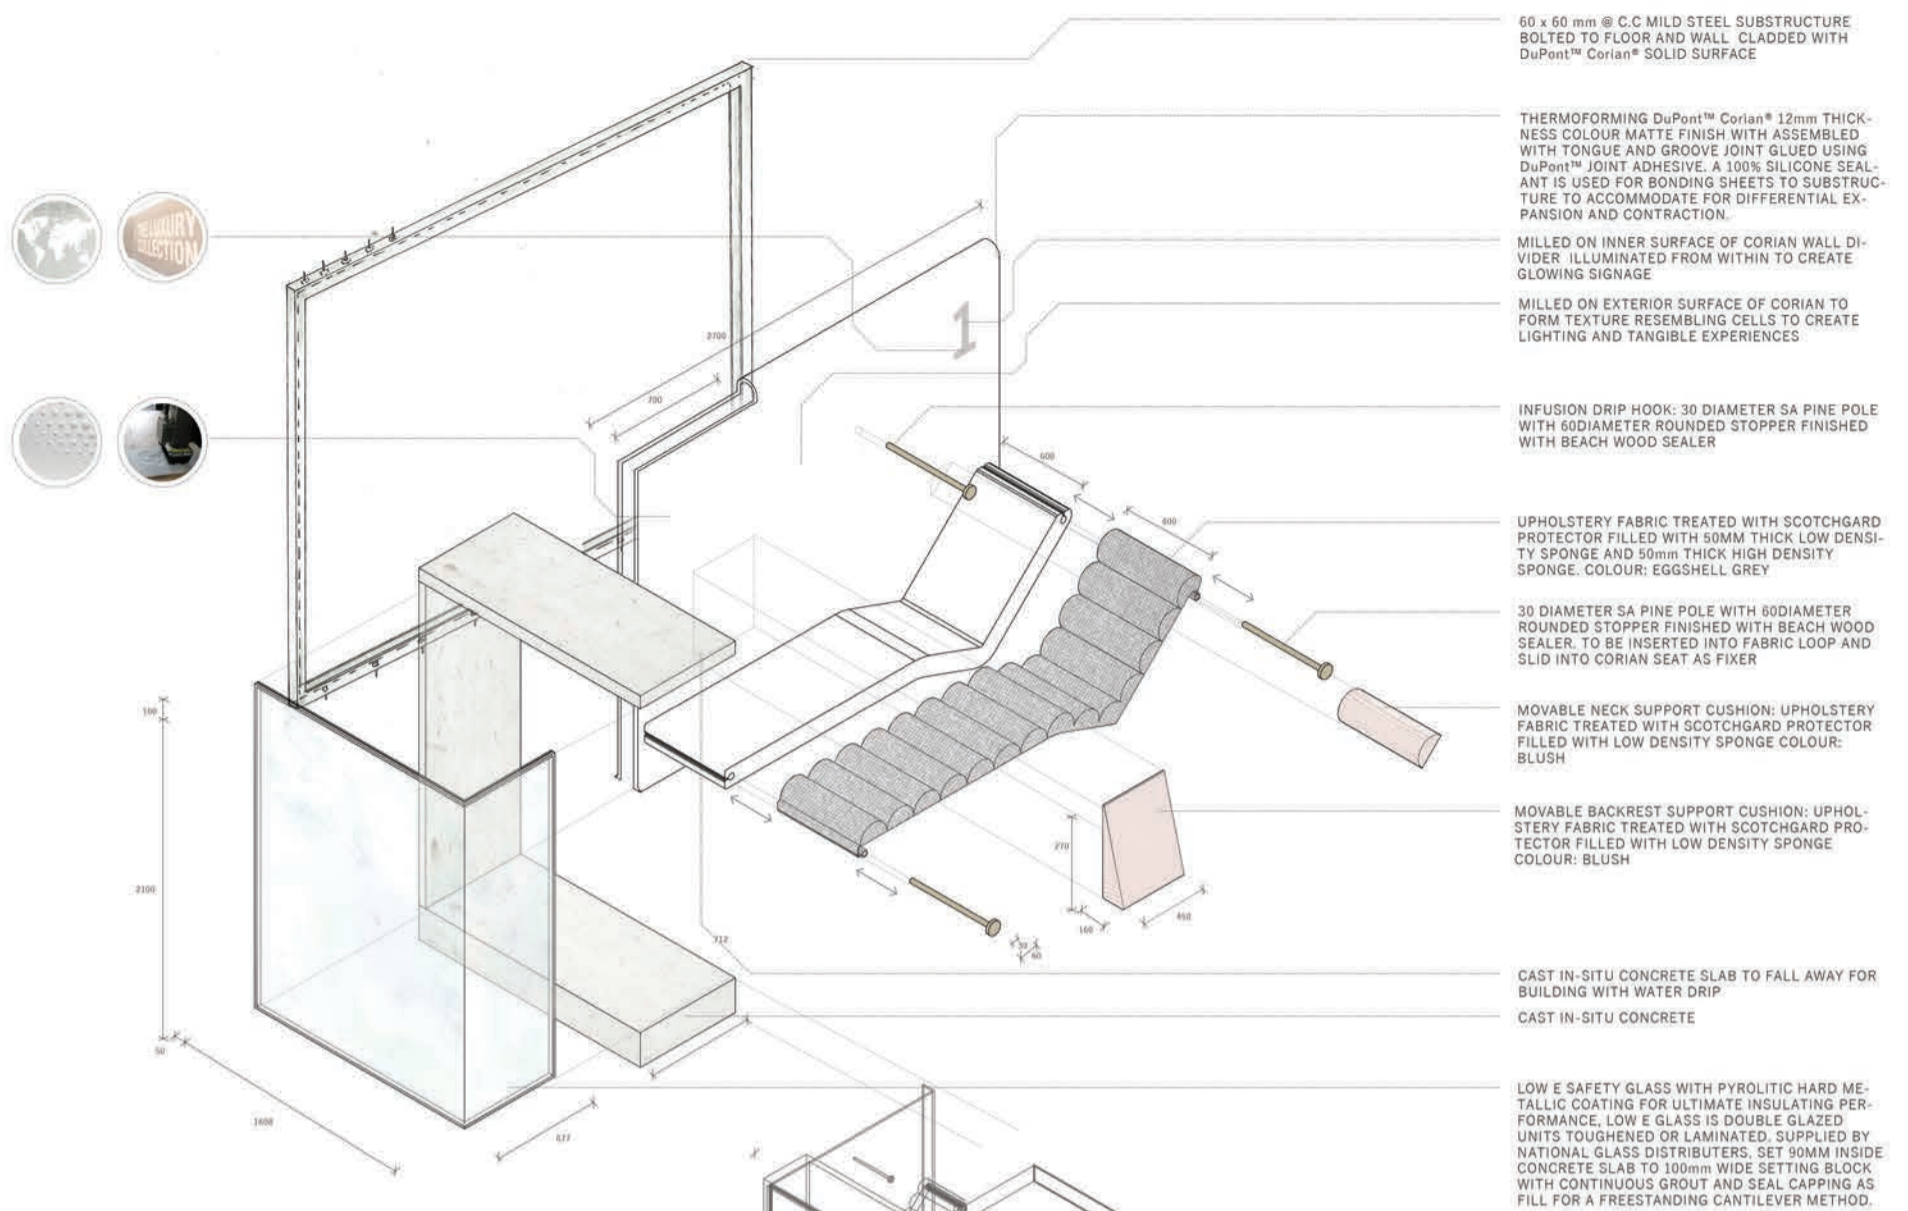 60 x 60 mm @ C.C MILD STEEL SUBSTRUCTURE
BOLTED TO FLOOR AND WALL CLADDED WITH
DuPont™ Corian® SOLID SURFACE
THERMOFORMING DuPont™ Corian® 12mm THICK-
NESS COLOUR MATTE FINISH WITH ASSEMBLED
WITH TONGUE AND GROOVE JOINT GLUED USING
DuPont™ JOINT ADHESIVE. A 100% SILICONE SEAL-
ANT IS USED FOR BONDING SHEETS TO SUBSTRUC-
TURE TO ACCOMMODATE FOR DIFFERENTIAL EX-
PANSION AND CONTRACTION.
THE LUXURY
COLLECTION
MILLED ON INNER SURFACE OF CORIAN WALL DI-
VIDER ILLUMINATED FROM WITHIN TO CREATE
GLOWING SIGNAGE
1
2700
MILLED ON EXTERIOR SURFACE OF CORIAN TO
FORM TEXTURE RESEMBLING CELLS TO CREATE
LIGHTING AND TANGIBLE EXPERIENCES
700
INFUSION DRIP HOOK: 30 DIAMETER SA PINE POLE
WITH 60DIAMETER ROUNDED STOPPER FINISHED
WITH BEACH WOOD SEALER
600
600
UPHOLSTERY FABRIC TREATED WITH SCOTCHGARD
PROTECTOR FILLED WITH 50MM THICK LOW DENSI-
TY SPONGE AND 50mm THICK HIGH DENSITY
SPONGE. COLOUR: EGGSHELL GREY
30 DIAMETER SA PINE POLE WITH 60DIAMETER
ROUNDED STOPPER FINISHED WITH BEACH WOOD
SEALER. TO BE INSERTED INTO FABRIC LOOP AND
SLID INTO CORIAN SEAT AS FIXER
100
MOVABLE NECK SUPPORT CUSHION: UPHOLSTERY
FABRIC TREATED WITH SCOTCHGARD PROTECTOR
FILLED WITH LOW DENSITY SPONGE COLOUR:
BLUSH
MOVABLE BACKREST SUPPORT CUSHION: UPHOL-
STERY FABRIC TREATED WITH SCOTCHGARD PRO-
TECTOR FILLED WITH LOW DENSITY SPONGE
COLOUR: BLUSH
270
2100
450
160
712
30
60
CAST IN-SITU CONCRETE SLAB TO FALL AWAY FOR
BUILDING WITH WATER DRIP
CAST IN-SITU CONCRETE
50
1600
677
LOW E SAFETY GLASS WITH PYROLITIC HARD ME-
TALLIC COATING FOR ULTIMATE INSULATING PER-
FORMANCE, LOW E GLASS IS DOUBLE GLAZED
UNITS TOUGHENED OR LAMINATED. SUPPLIED BY
NATIONAL GLASS DISTRIBUTERS, SET 90MM INSIDE
CONCRETE SLAB TO 100mm WIDE SETTING BLOCK
WITH CONTINUOUS GROUT AND SEAL CAPPING AS
FILL FOR A FREESTANDING CANTILEVER METHOD.